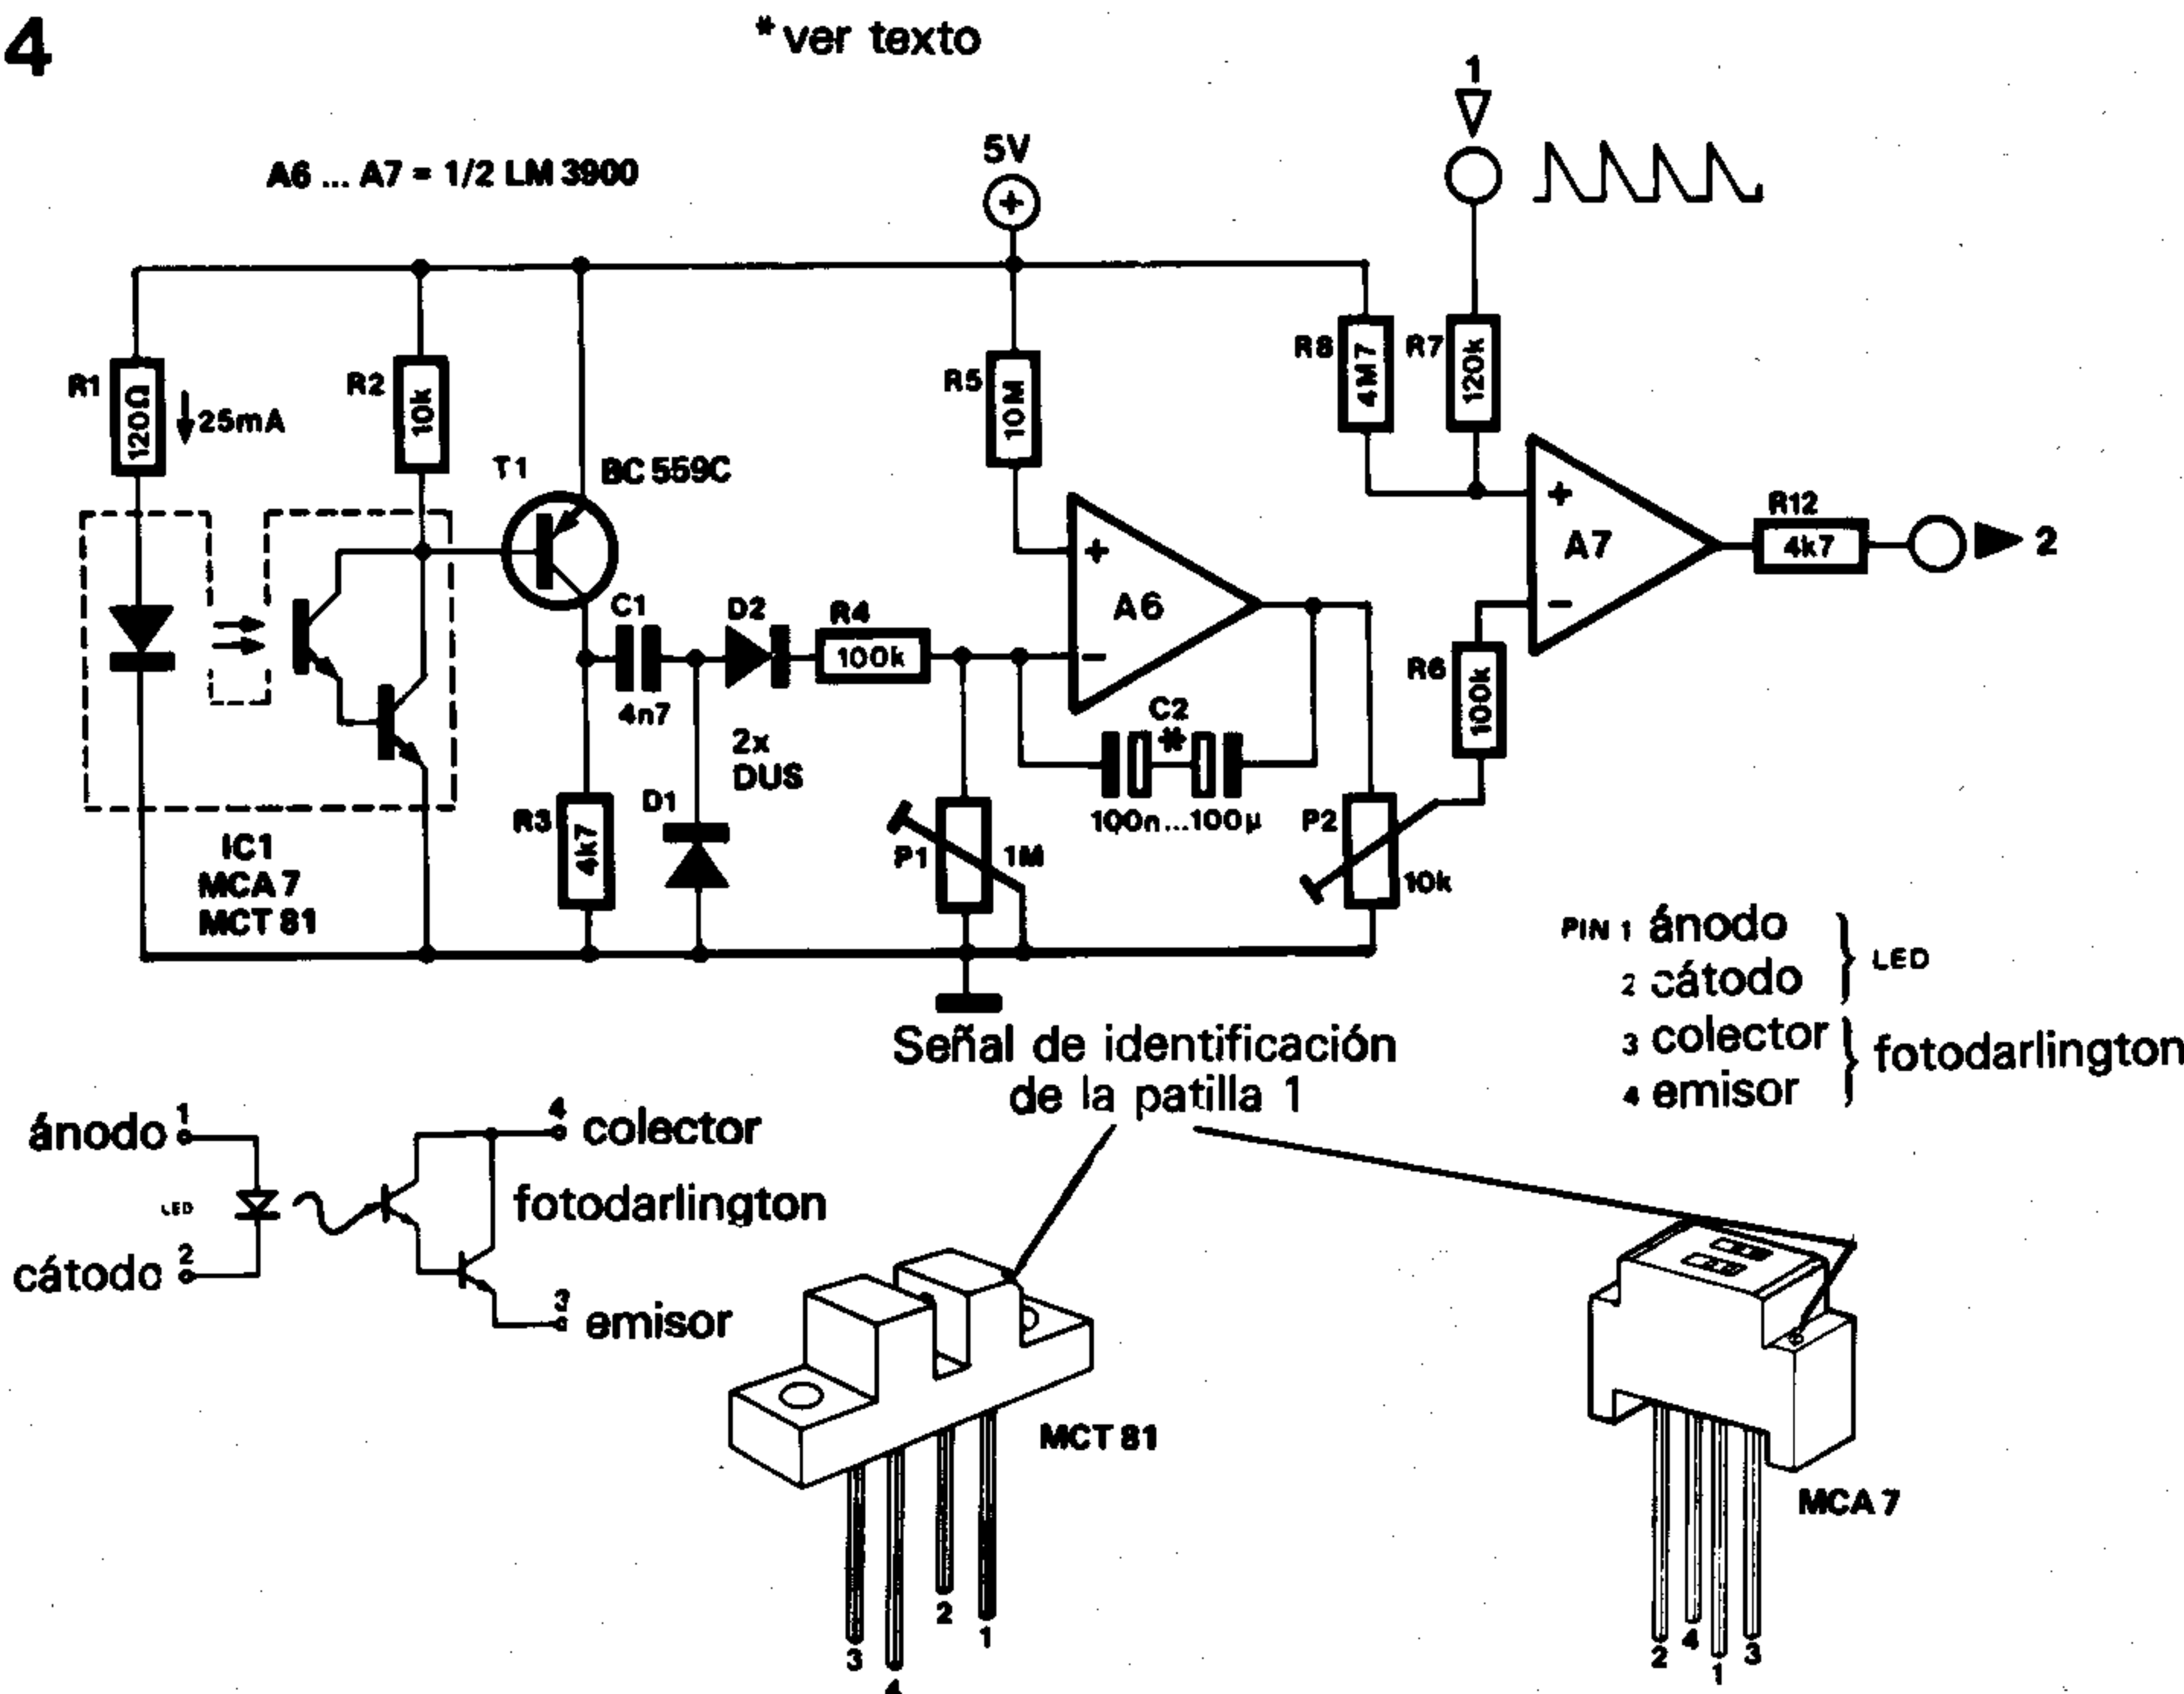 4
* ver texto
A6 ... A7 = 1/2 LM 3900
5V
+
1
R1
120Ω
25mA
R2
10k
T1
BC 559C
R5
10M
R8
4M7
R7
120k
+
A7
-
R12
4k7
2
+
A6
-
C1
4n7
D2
R4
100k
2x
DUS
D1
C2
*
100n...100µ
R6
100k
R3
4k7
P1
1M
P2
10k
IC1
MCA 7
MCT 81
PIN 1 ánodo
2 cátodo
LED
3 colector
4 emisor
fotodarlington
Señal de identificación
de la patilla 1
ánodo 1
LED
cátodo 2
4 colector
fotodarlington
3 emisor
MCT 81
3
4
2
1
MCA 7
2
4
1
3